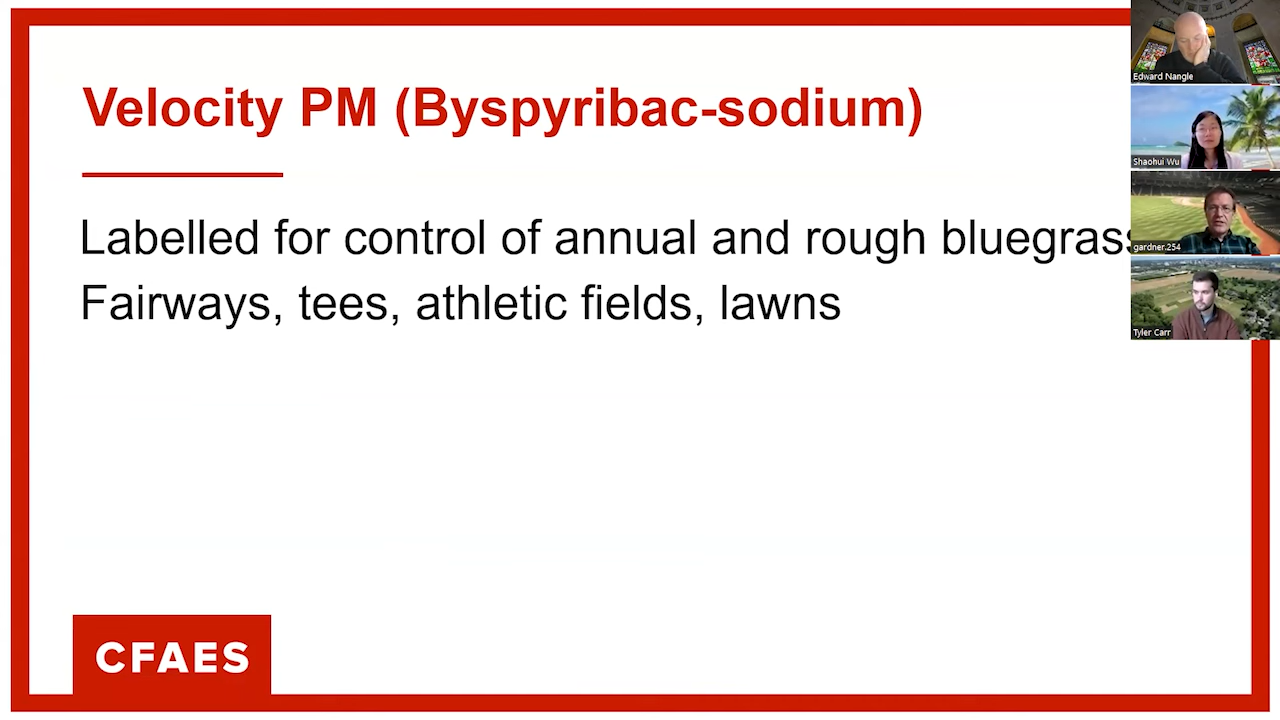 Velocity PM (Byspyribac-sodium)
Labelled for control of annual and rough bluegrass
Fairways, tees, athletic fields, lawns
CFAES
Edward Nangle
Shaohui Wu
gardner.254
Tyler Carr